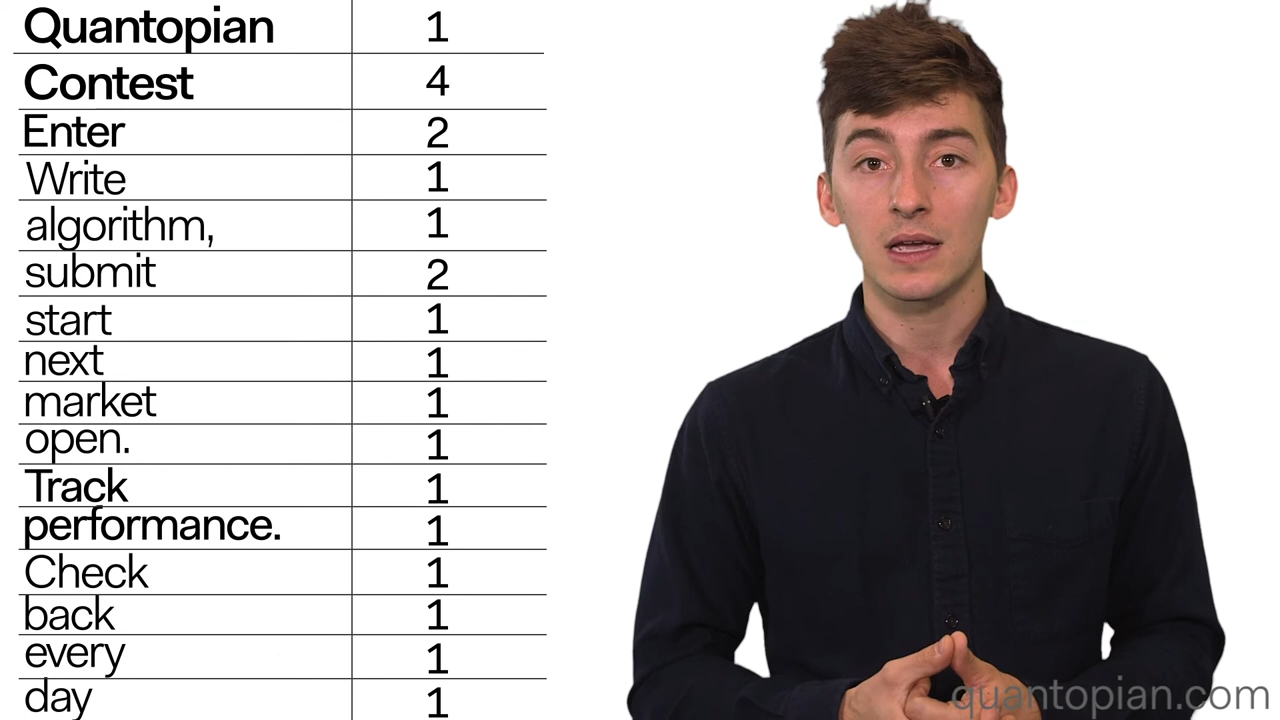 Quantopian 1
Contest 4
Enter 2
Write 1
algorithm, 1
submit 2
start 1
next 1
market 1
open. 1
Track 1
performance. 1
Check 1
back 1
every 1
day 1
quantopian.com